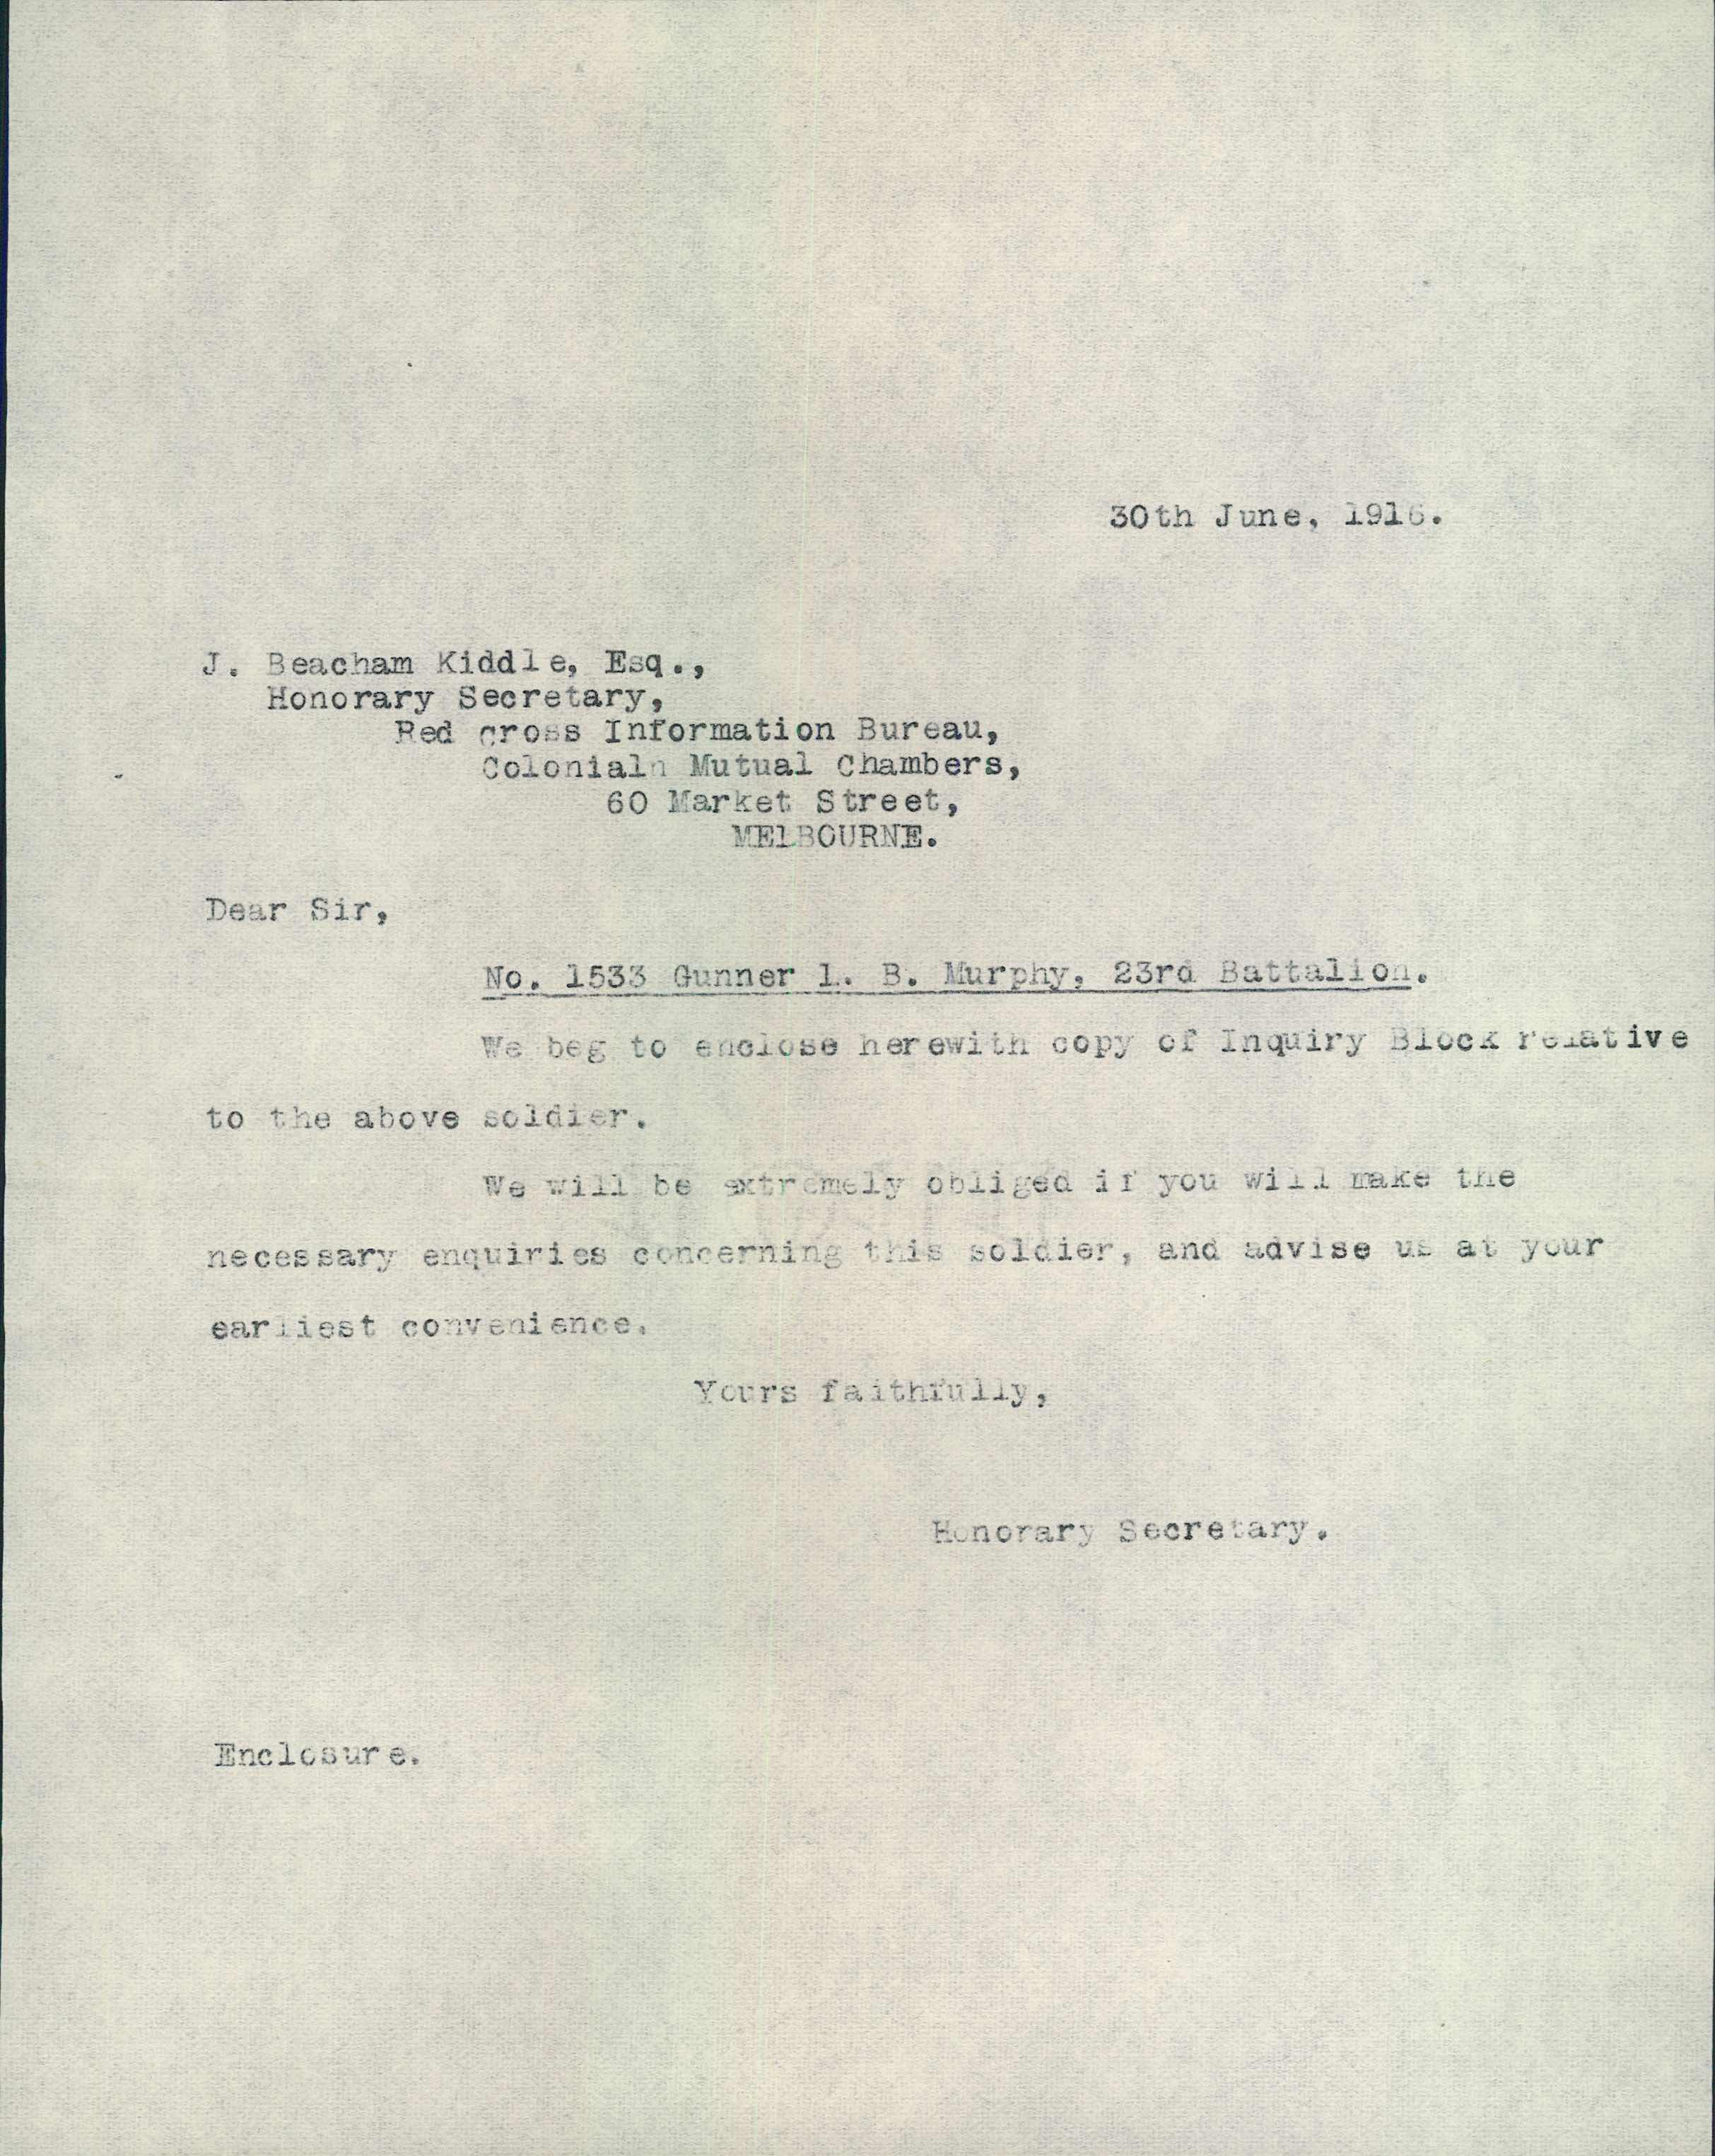 30th June, 1916.
J. Beacham Kiddle, Esq.,
Honorary Secretary,
Red cross Information Bureau,
Colonialn Mutual Chambers,
60 Market Street,
MElBOURNE.
Dear Sir,
No. 1533 Gunner l. B. Murphy, 23rd Battalion.
We beg to enclose herewith copy of Inquiry Block relative
to the above soldier.
We will be extremely obliged if you will make the
necessary enquiries concerning this soldier, and advise us at your
earliest convenience.
Yours faithfully,
Honorary Secretary.
Enclosure.